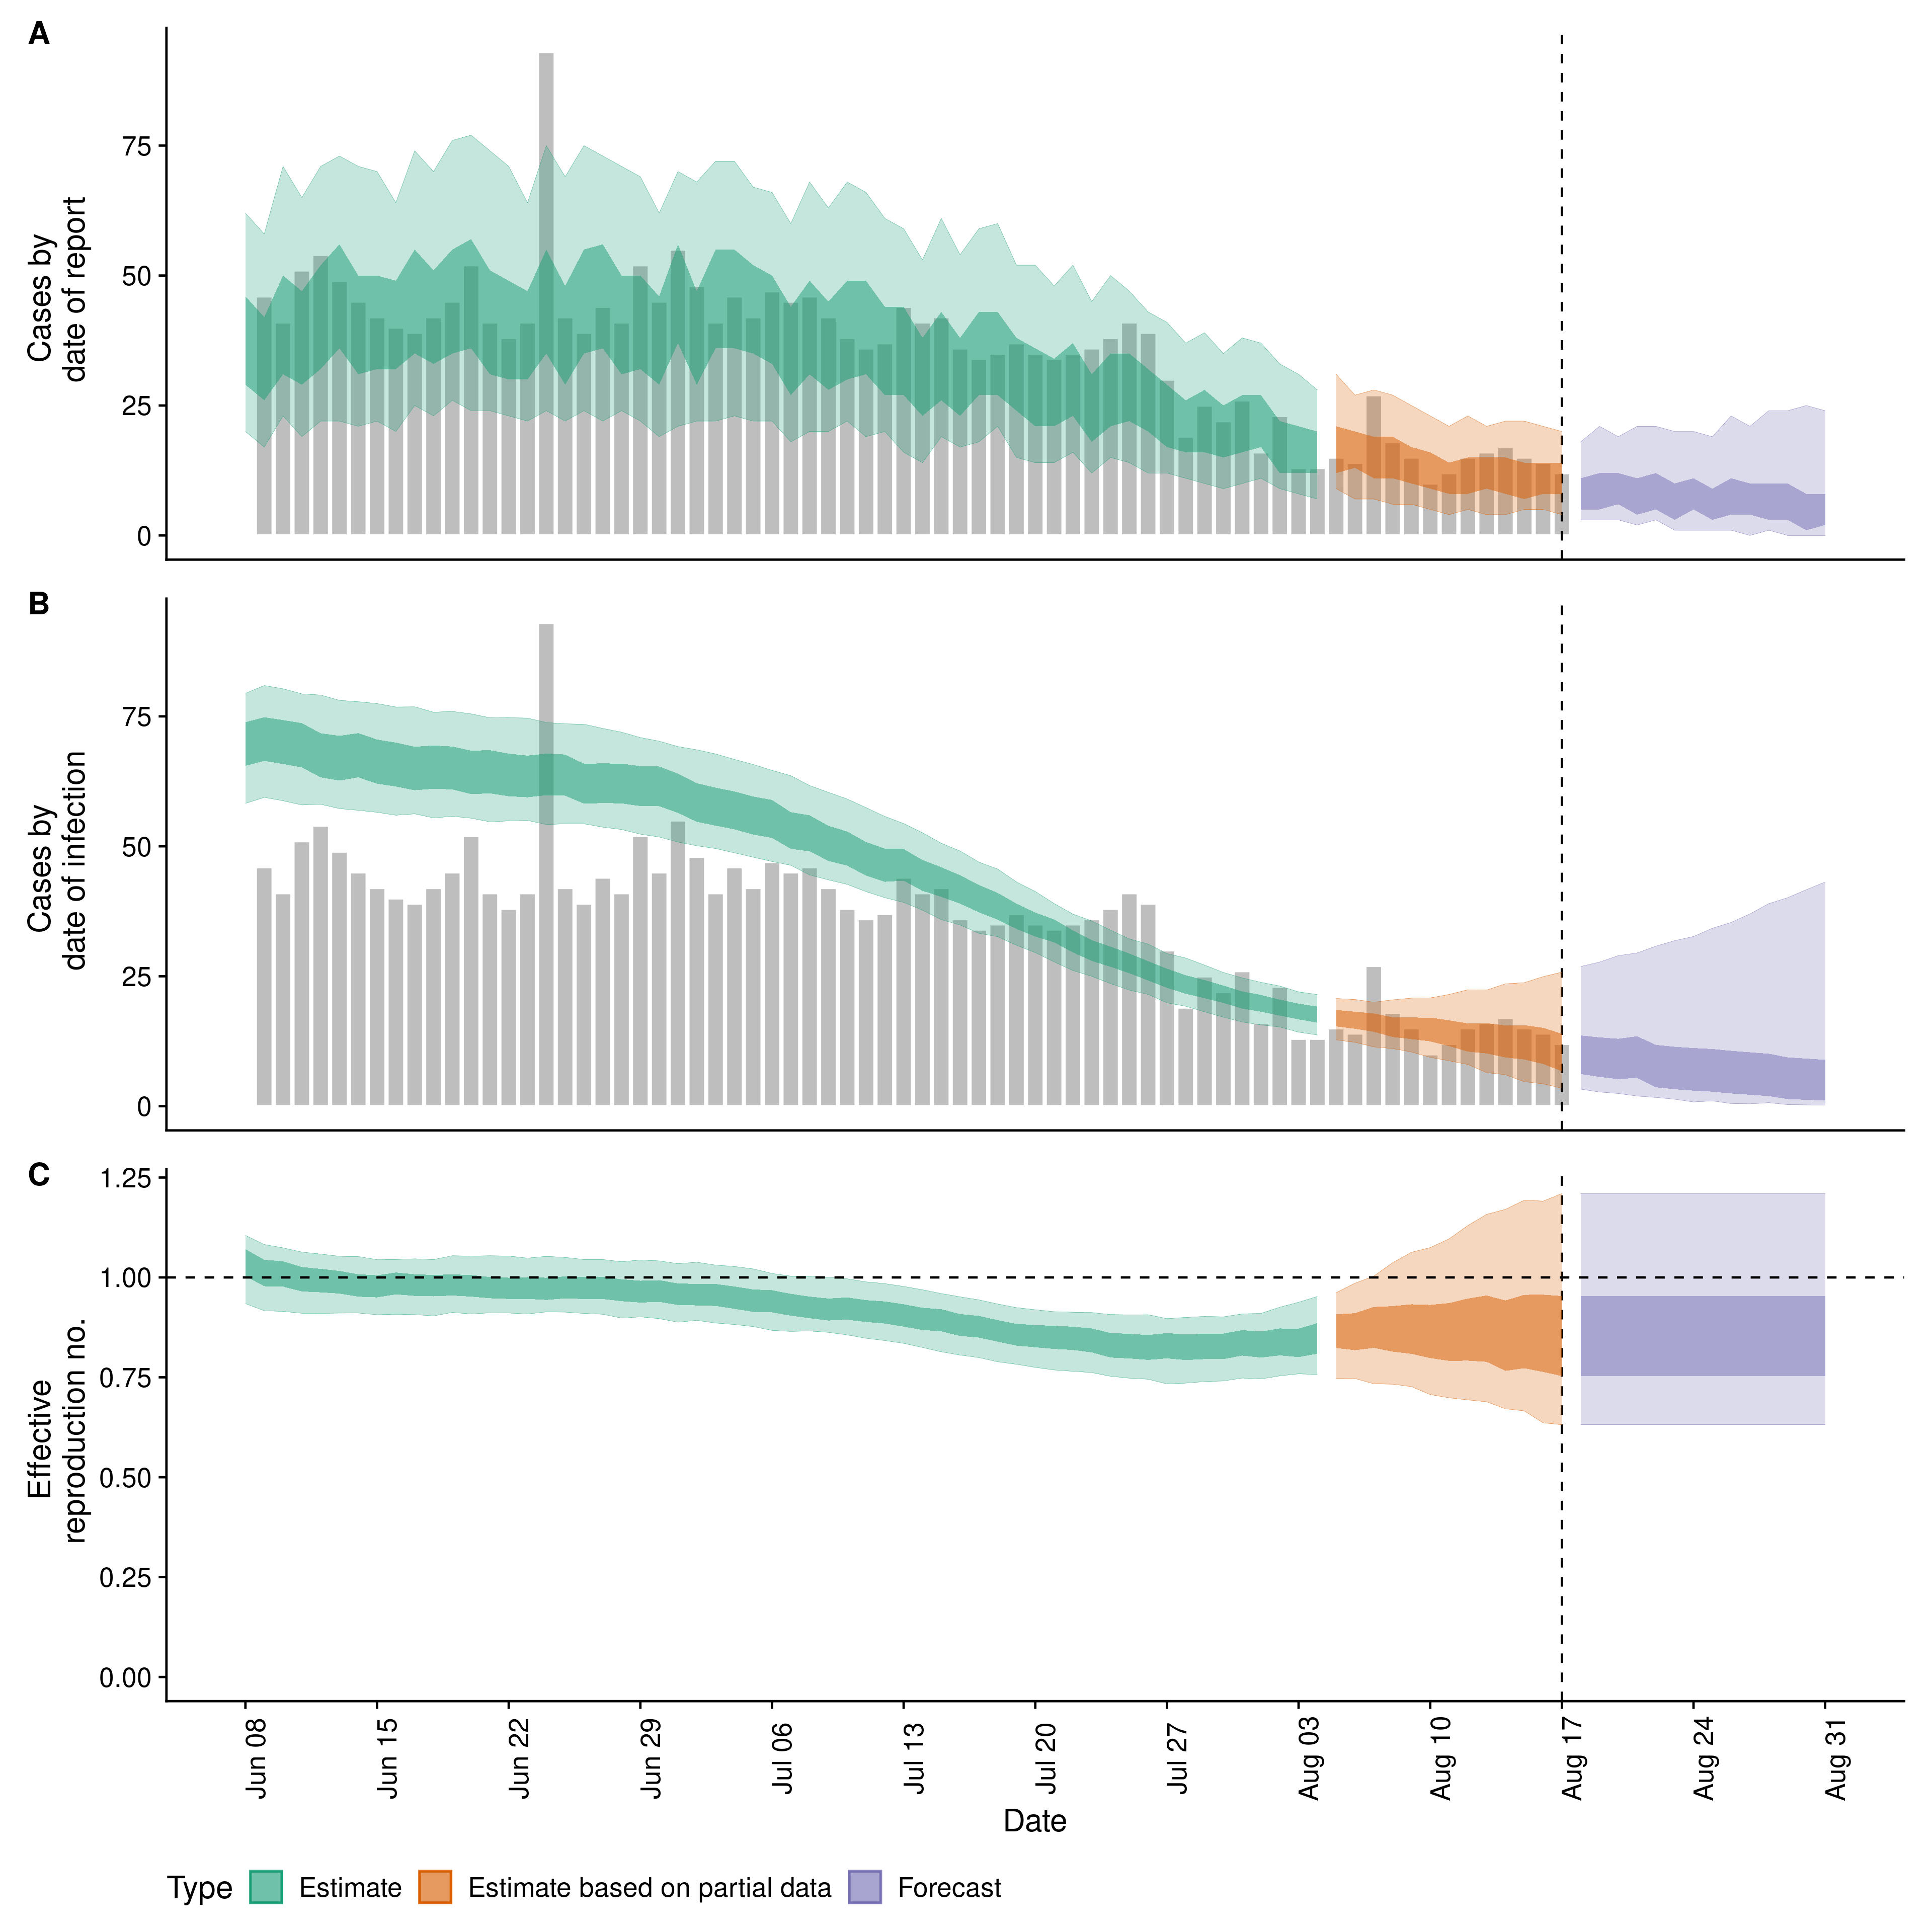 A
Cases by
date of report
75
50
25
0
B
Cases by
date of infection
75
50
25
0
C
Effective
reproduction no.
1.25
1.00
0.75
0.50
0.25
0.00
Jun 08
Jun 15
Jun 22
Jun 29
Jul 06
Jul 13
Jul 20
Jul 27
Aug 03
Aug 10
Aug 17
Aug 24
Aug 31
Date
Type Estimate Estimate based on partial data Forecast